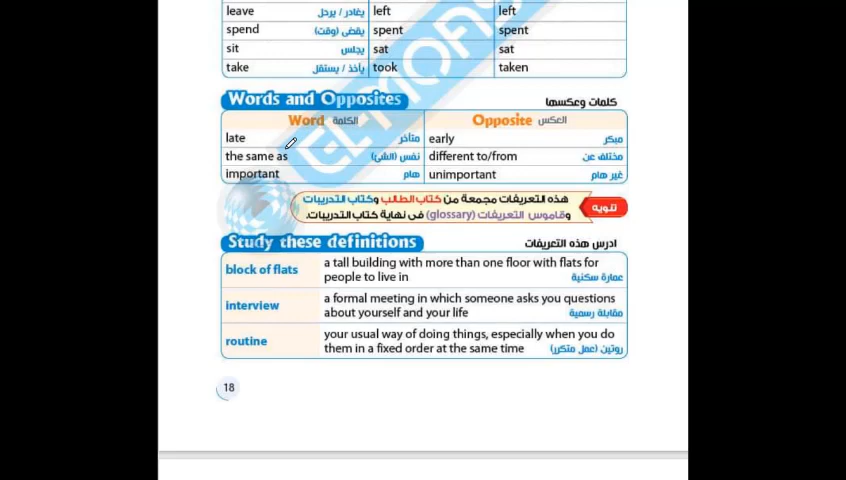 leave يغادر / يرحل left left
spend يقضى (وقت) spent spent
sit يجلس sat sat
take يأخذ / يستقل took taken
Words and Opposites كلمات وعكسها
Word الكلمة Opposite العكس
late متأخر early مبكر
the same as نفس (الشئ) different to/from مختلف عن
important هام unimportant غير هام
تنويه هذه التعريفات مجمعة من كتاب الطالب وكتاب التدريبات
وقاموس التعريفات (glossary) فى نهاية كتاب التدريبات.
Study these definitions ادرس هذه التعريفات
block of flats a tall building with more than one floor with flats for
people to live in عمارة سكنية
interview a formal meeting in which someone asks you questions
about yourself and your life مقابلة رسمية
routine your usual way of doing things, especially when you do
them in a fixed order at the same time روتين (عمل متكرر)
18